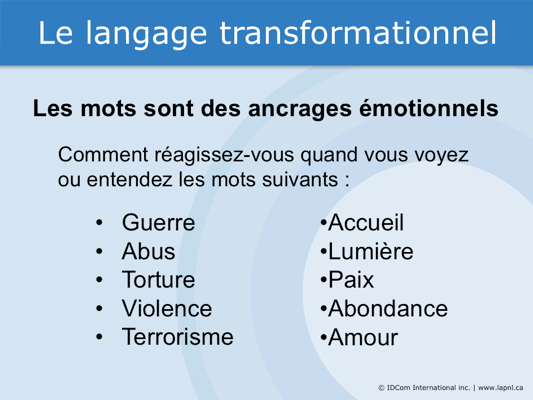 Le langage transformationnel
Les mots sont des ancrages émotionnels
Comment réagissez-vous quand vous voyez
ou entendez les mots suivants :
• Guerre
• Abus
• Torture
• Violence
• Terrorisme
•Accueil
•Lumière
•Paix
•Abondance
•Amour
© IDCom International inc. | www.lapnl.ca